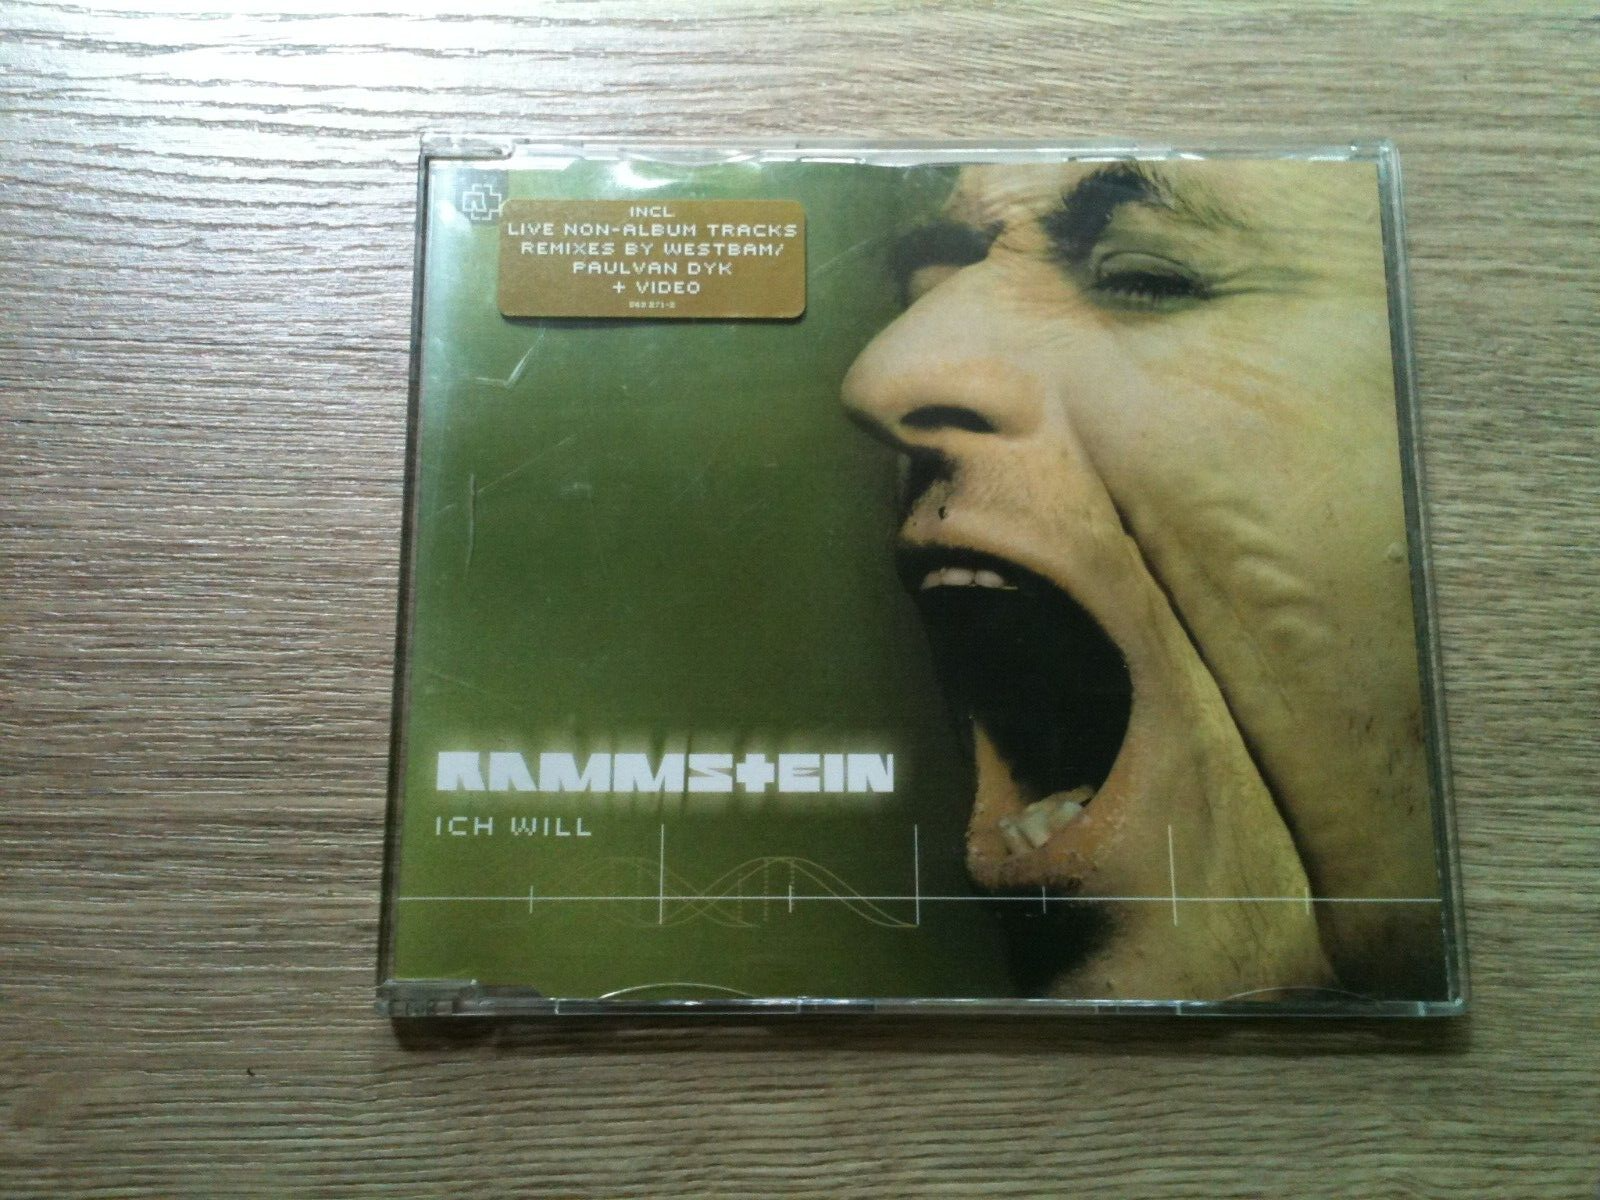 INCL.
LIVE NON-ALBUM TRACKS
REMIXES BY WESTBAM/
PAULVAN DYK
+ VIDEO
RAMMSTEIN
ICH WILL